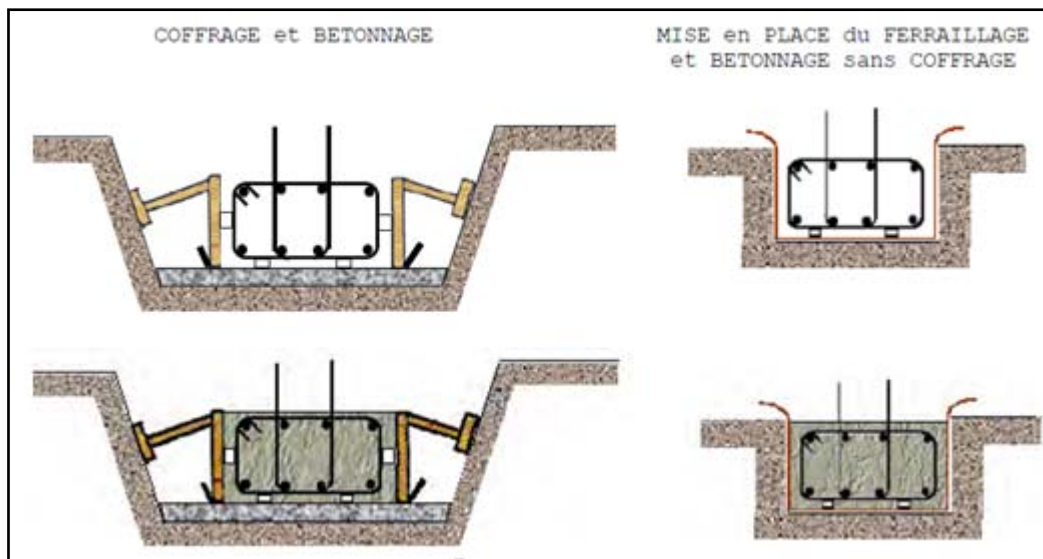 COFFRAGE et BETONNAGE
MISE en PLACE du FERRAILLAGE
et BETONNAGE sans COFFRAGE